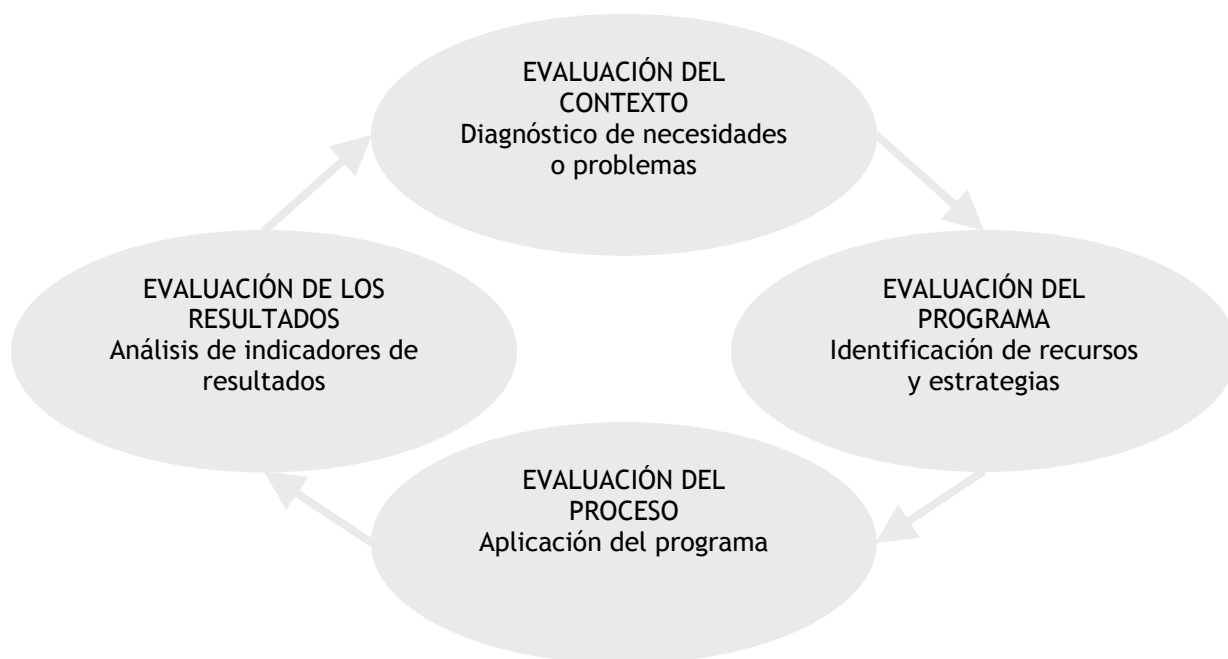 EVALUACIÓN DEL
CONTEXTO
Diagnóstico de necesidades
o problemas
EVALUACIÓN DE LOS
RESULTADOS
Análisis de indicadores de
resultados
EVALUACIÓN DEL
PROGRAMA
Identificación de recursos
y estrategias
EVALUACIÓN DEL
PROCESO
Aplicación del programa